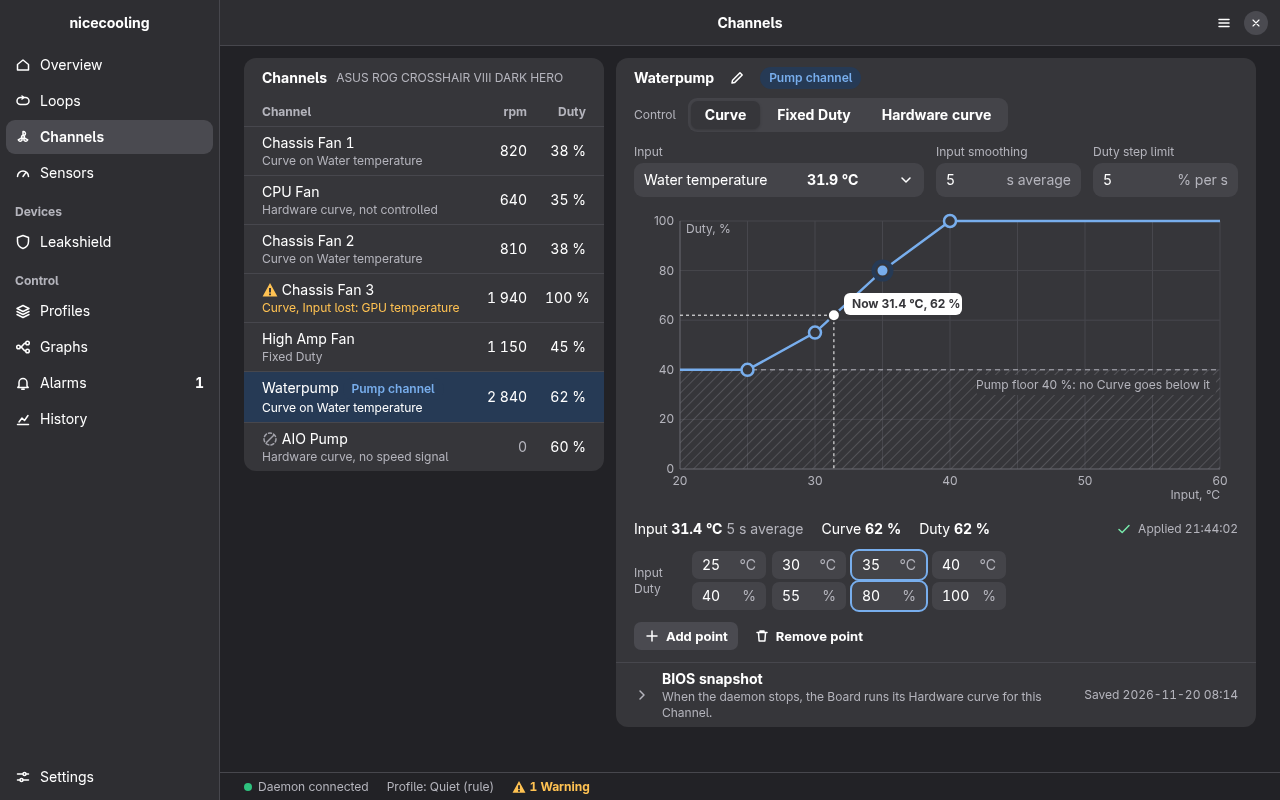 nicecooling
Channels
Overview
Loops
Channels
Sensors
Devices
Leakshield
Control
Profiles
Graphs
Alarms 1
History
Settings
Channels ASUS ROG CROSSHAIR VIII DARK HERO
Channel rpm Duty
Chassis Fan 1 820 38 %
Curve on Water temperature
CPU Fan 640 35 %
Hardware curve, not controlled
Chassis Fan 2 810 38 %
Curve on Water temperature
Chassis Fan 3 1 940 100 %
Curve, Input lost: GPU temperature
High Amp Fan 1 150 45 %
Fixed Duty
Waterpump Pump channel 2 840 62 %
Curve on Water temperature
AIO Pump 0 60 %
Hardware curve, no speed signal
Waterpump Pump channel
Control Curve Fixed Duty Hardware curve
Input Input smoothing Duty step limit
Water temperature 31.9 °C 5 s average 5 % per s
100
Duty, %
80
Now 31.4 °C, 62 %
60
40
Pump floor 40 %: no Curve goes below it
20
0
20 30 40 50 60
Input, °C
Input 31.4 °C 5 s average Curve 62 % Duty 62 % Applied 21:44:02
Input 25 °C 30 °C 35 °C 40 °C
Duty 40 % 55 % 80 % 100 %
Add point Remove point
BIOS snapshot
When the daemon stops, the Board runs its Hardware curve for this
Channel.
Saved 2026-11-20 08:14
Daemon connected Profile: Quiet (rule) 1 Warning